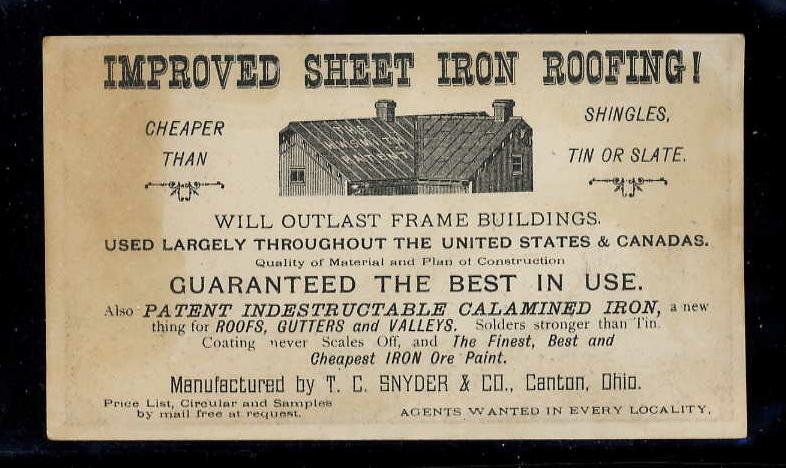 IMPROVED SHEET IRON ROOFING!
CHEAPER
THAN
SHINGLES,
TIN OR SLATE.
PATENT
WILL OUTLAST FRAME BUILDINGS.
USED LARGELY THROUGHOUT THE UNITED STATES & CANADAS.
Quality of Material and Plan of Construction
GUARANTEED THE BEST IN USE.
Also PATENT INDESTRUCTABLE CALAMINED IRON, a new
thing for ROOFS, GUTTERS and VALLEYS. Solders stronger than Tin.
Coating never Scales Off, and The Finest, Best and
Cheapest IRON Ore Paint.
Manufactured by T. C. SNYDER & CO., Canton, Ohio.
Price List, Circular and Samples
by mail free at request.
AGENTS WANTED IN EVERY LOCALITY,